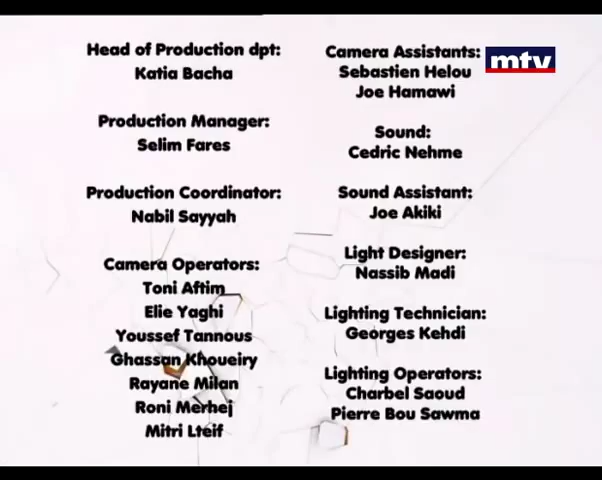 Head of Production dpt:
Katia Bacha
Production Manager:
Selim Fares
Production Coordinator:
Nabil Sayyah
Camera Operators:
Toni Aftim
Elie Yaghi
Youssef Tannous
Ghassan Khoueiry
Rayane Milan
Roni Merhej
Mitri Lteif
Camera Assistants:
Sebastien Helou
Joe Hamawi
Sound:
Cedric Nehme
Sound Assistant:
Joe Akiki
Light Designer:
Nassib Madi
Lighting Technician:
Georges Kehdi
Lighting Operators:
Charbel Saoud
Pierre Bou Sawma
mtv